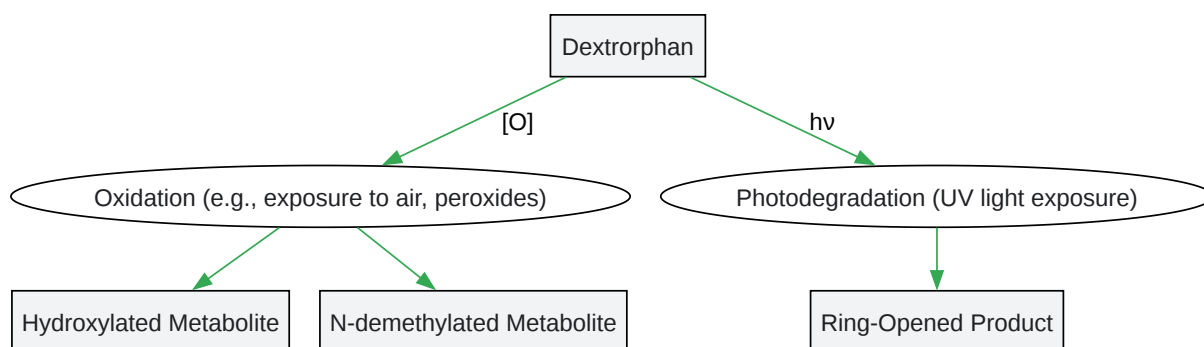 Dextrorphan
[O]
hν
Oxidation (e.g., exposure to air, peroxides)
Photodegradation (UV light exposure)
Hydroxylated Metabolite
N-demethylated Metabolite
Ring-Opened Product